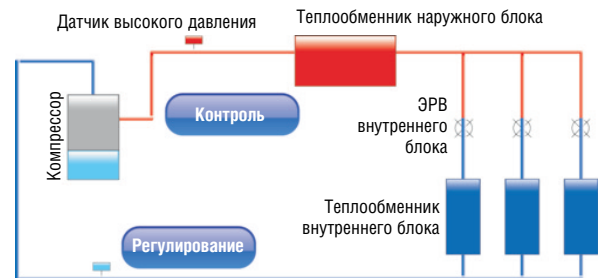 Датчик высокого давления
Теплообменник наружного блока
Компрессор
Контроль
ЭРВ
внутреннего
блока
Теплообменник
внутреннего блока
Регулирование